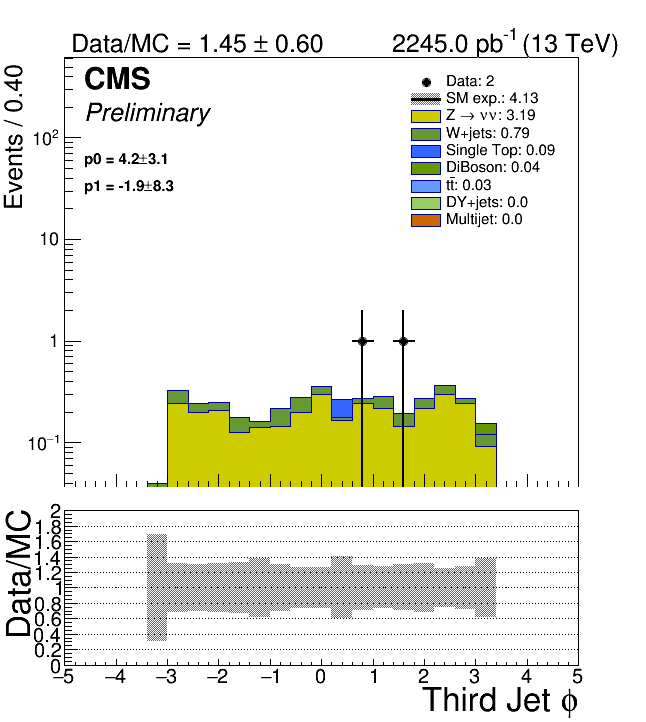 Data/MC = 1.45 ± 0.60 2245.0 pb⁻¹ (13 TeV)
Events / 0.40
CMS
Preliminary
p0 = 4.2±3.1
p1 = -1.9±8.3
Data: 2
SM exp.: 4.13
Z → νν: 3.19
W+jets: 0.79
Single Top: 0.09
DiBoson: 0.04
tt̄: 0.03
DY+jets: 0.0
Multijet: 0.0
10²
10
1
10⁻¹
Data/MC
2
1.8
1.6
1.4
1.2
1
0.8
0.6
0.4
0.2
0
−5 −4 −3 −2 −1 0 1 2 3 4 5
Third Jet ϕ